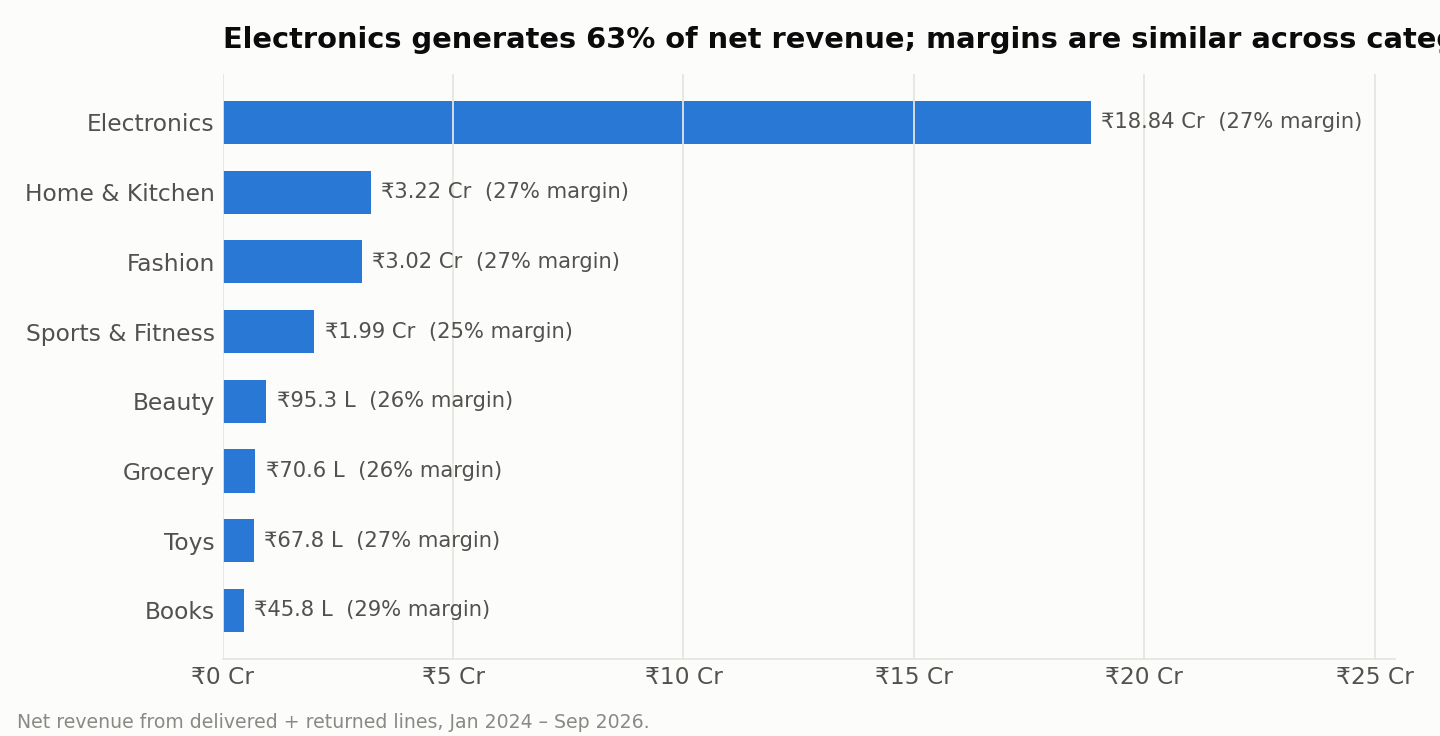 Electronics generates 63% of net revenue; margins are similar across categ
Electronics ₹18.84 Cr (27% margin)
Home & Kitchen ₹3.22 Cr (27% margin)
Fashion ₹3.02 Cr (27% margin)
Sports & Fitness ₹1.99 Cr (25% margin)
Beauty ₹95.3 L (26% margin)
Grocery ₹70.6 L (26% margin)
Toys ₹67.8 L (27% margin)
Books ₹45.8 L (29% margin)
₹0 Cr ₹5 Cr ₹10 Cr ₹15 Cr ₹20 Cr ₹25 Cr
Net revenue from delivered + returned lines, Jan 2024 – Sep 2026.